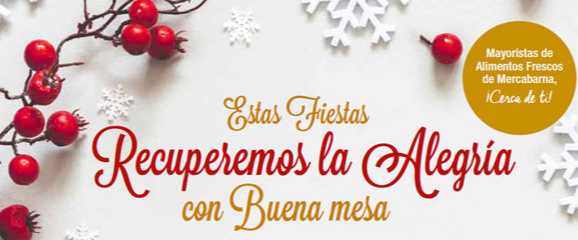 Estas Fiestas
Recuperemos la Alegría
con Buena mesa
Mayoristas de
Alimentos Frescos
de Mercabarna,
¡Cerca de ti!